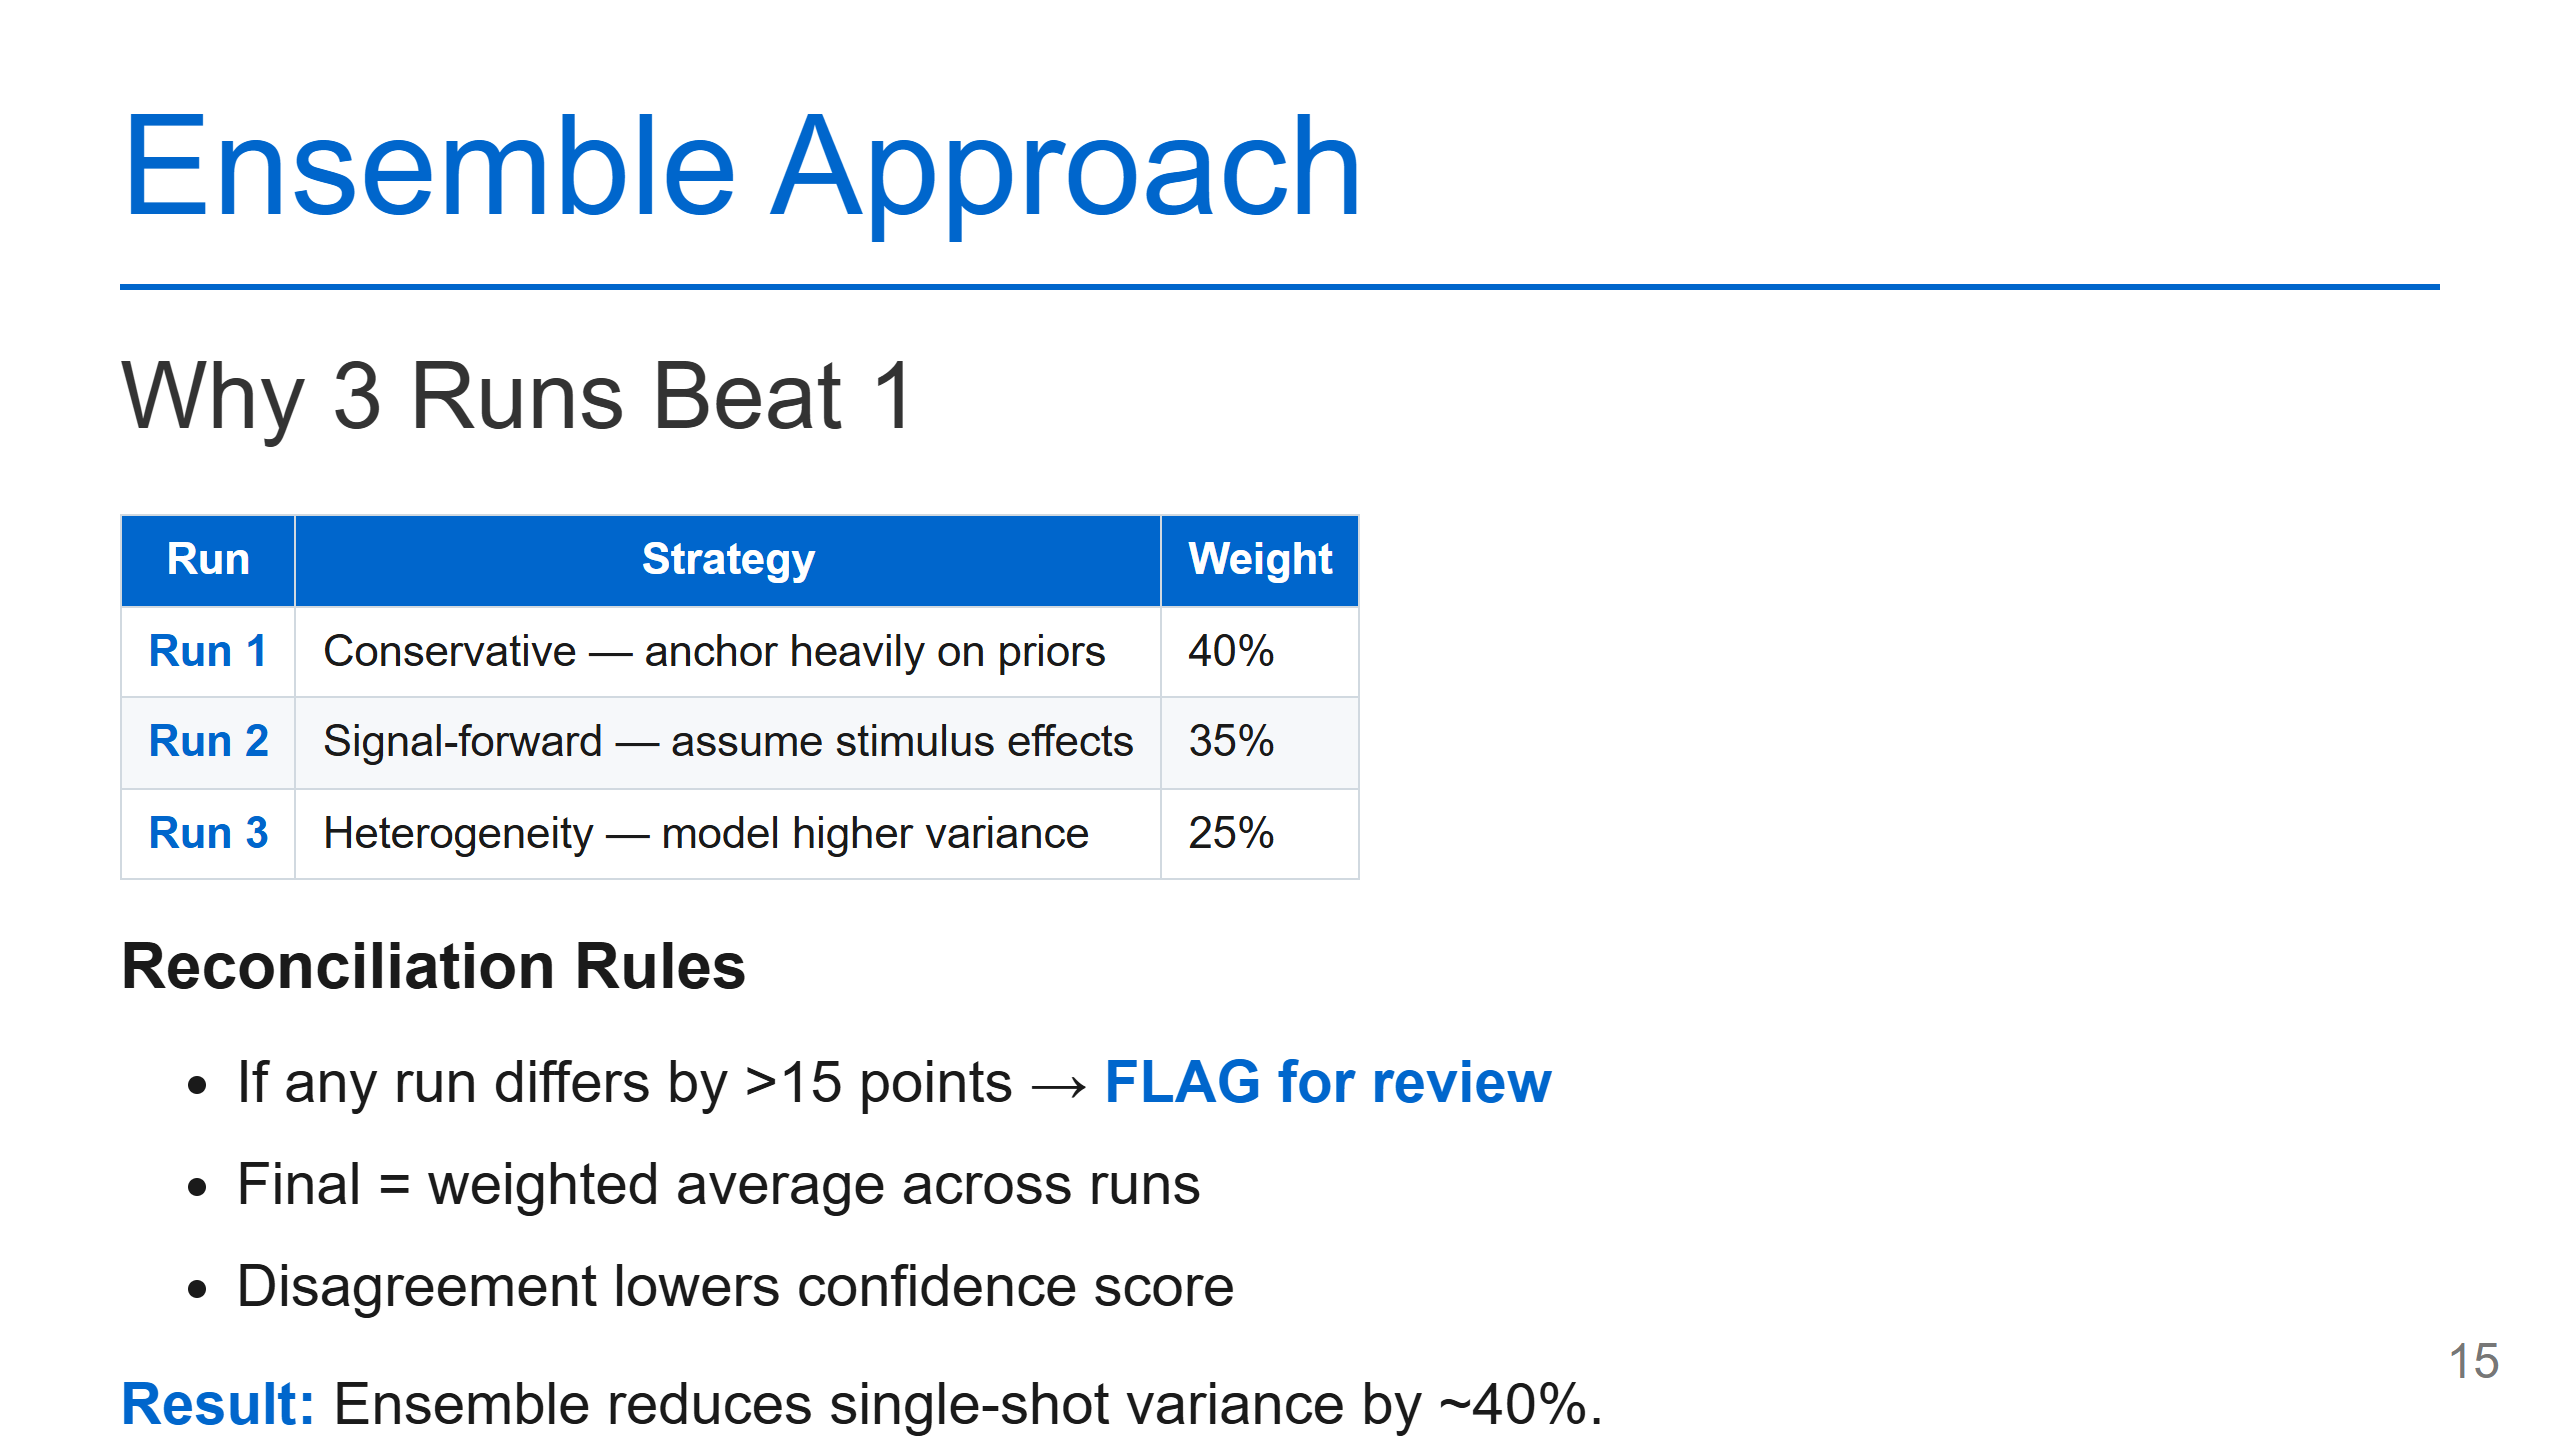 Ensemble Approach
Why 3 Runs Beat 1
Run Strategy Weight
Run 1 Conservative — anchor heavily on priors 40%
Run 2 Signal-forward — assume stimulus effects 35%
Run 3 Heterogeneity — model higher variance 25%
Reconciliation Rules
• If any run differs by >15 points → FLAG for review
• Final = weighted average across runs
• Disagreement lowers confidence score
Result: Ensemble reduces single-shot variance by ~40%.
15